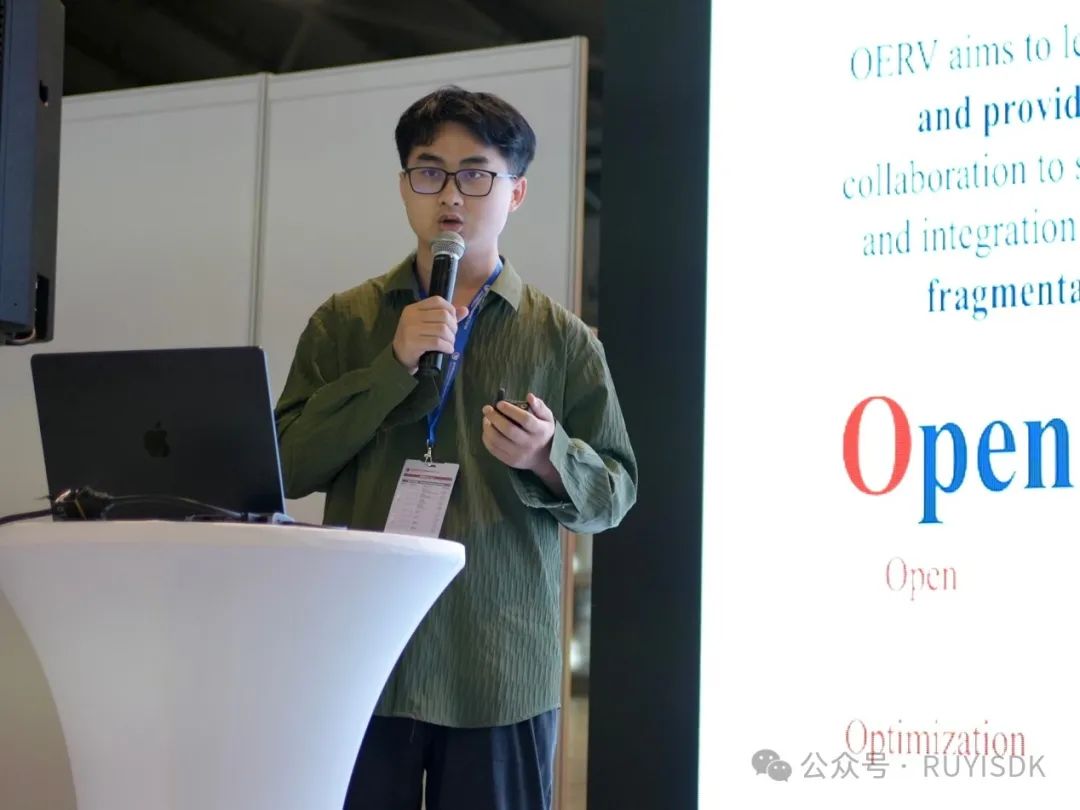 OERV aims to le
and provid
collaboration to s
and integration
fragmenta
Open
Open
Optimization
公众号 · RUYISDK